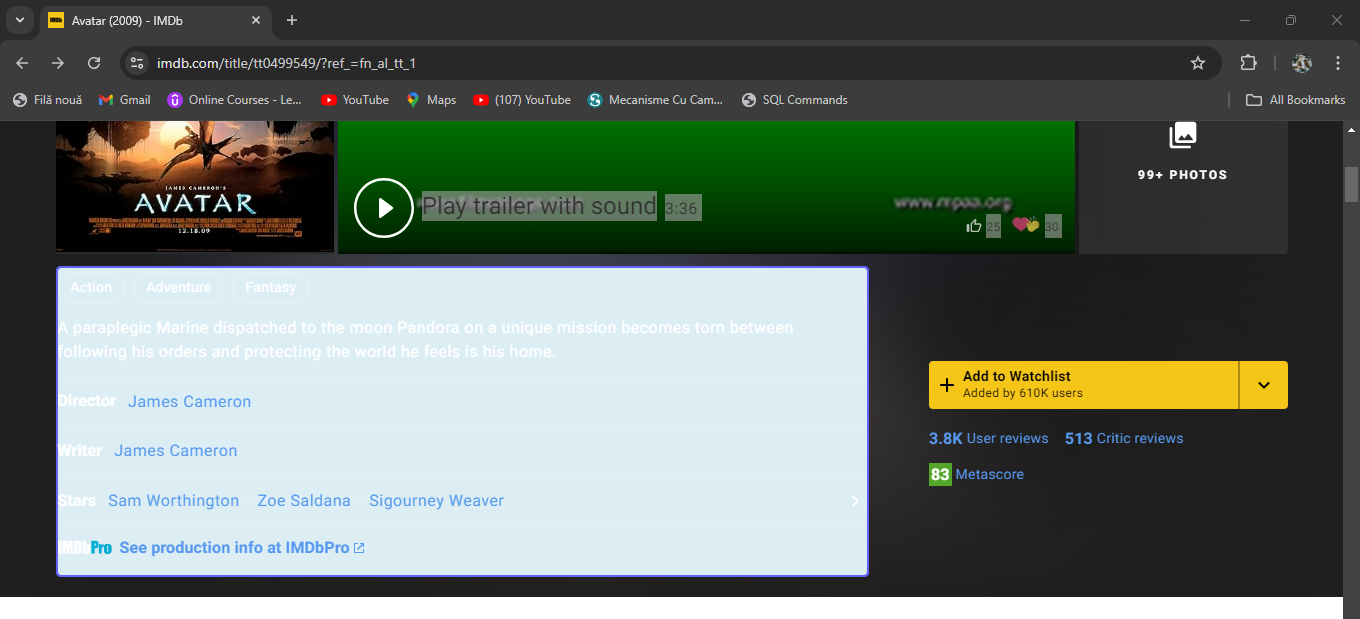 IMDb Avatar (2009) - IMDb
imdb.com/title/tt0499549/?ref_=fn_al_tt_1
Filă nouă Gmail Online Courses - Le... YouTube Maps (107) YouTube Mecanisme Cu Cam... SQL Commands All Bookmarks
JAMES CAMERON'S
AVATAR
12.18.09
Play trailer with sound 3:36
www.mpaa.org
25 30
99+ PHOTOS
Action Adventure Fantasy
A paraplegic Marine dispatched to the moon Pandora on a unique mission becomes torn between
following his orders and protecting the world he feels is his home.
Director James Cameron
Writer James Cameron
Stars Sam Worthington · Zoe Saldana · Sigourney Weaver
IMDbPro See production info at IMDbPro
Add to Watchlist
Added by 610K users
3.8K User reviews 513 Critic reviews
83 Metascore